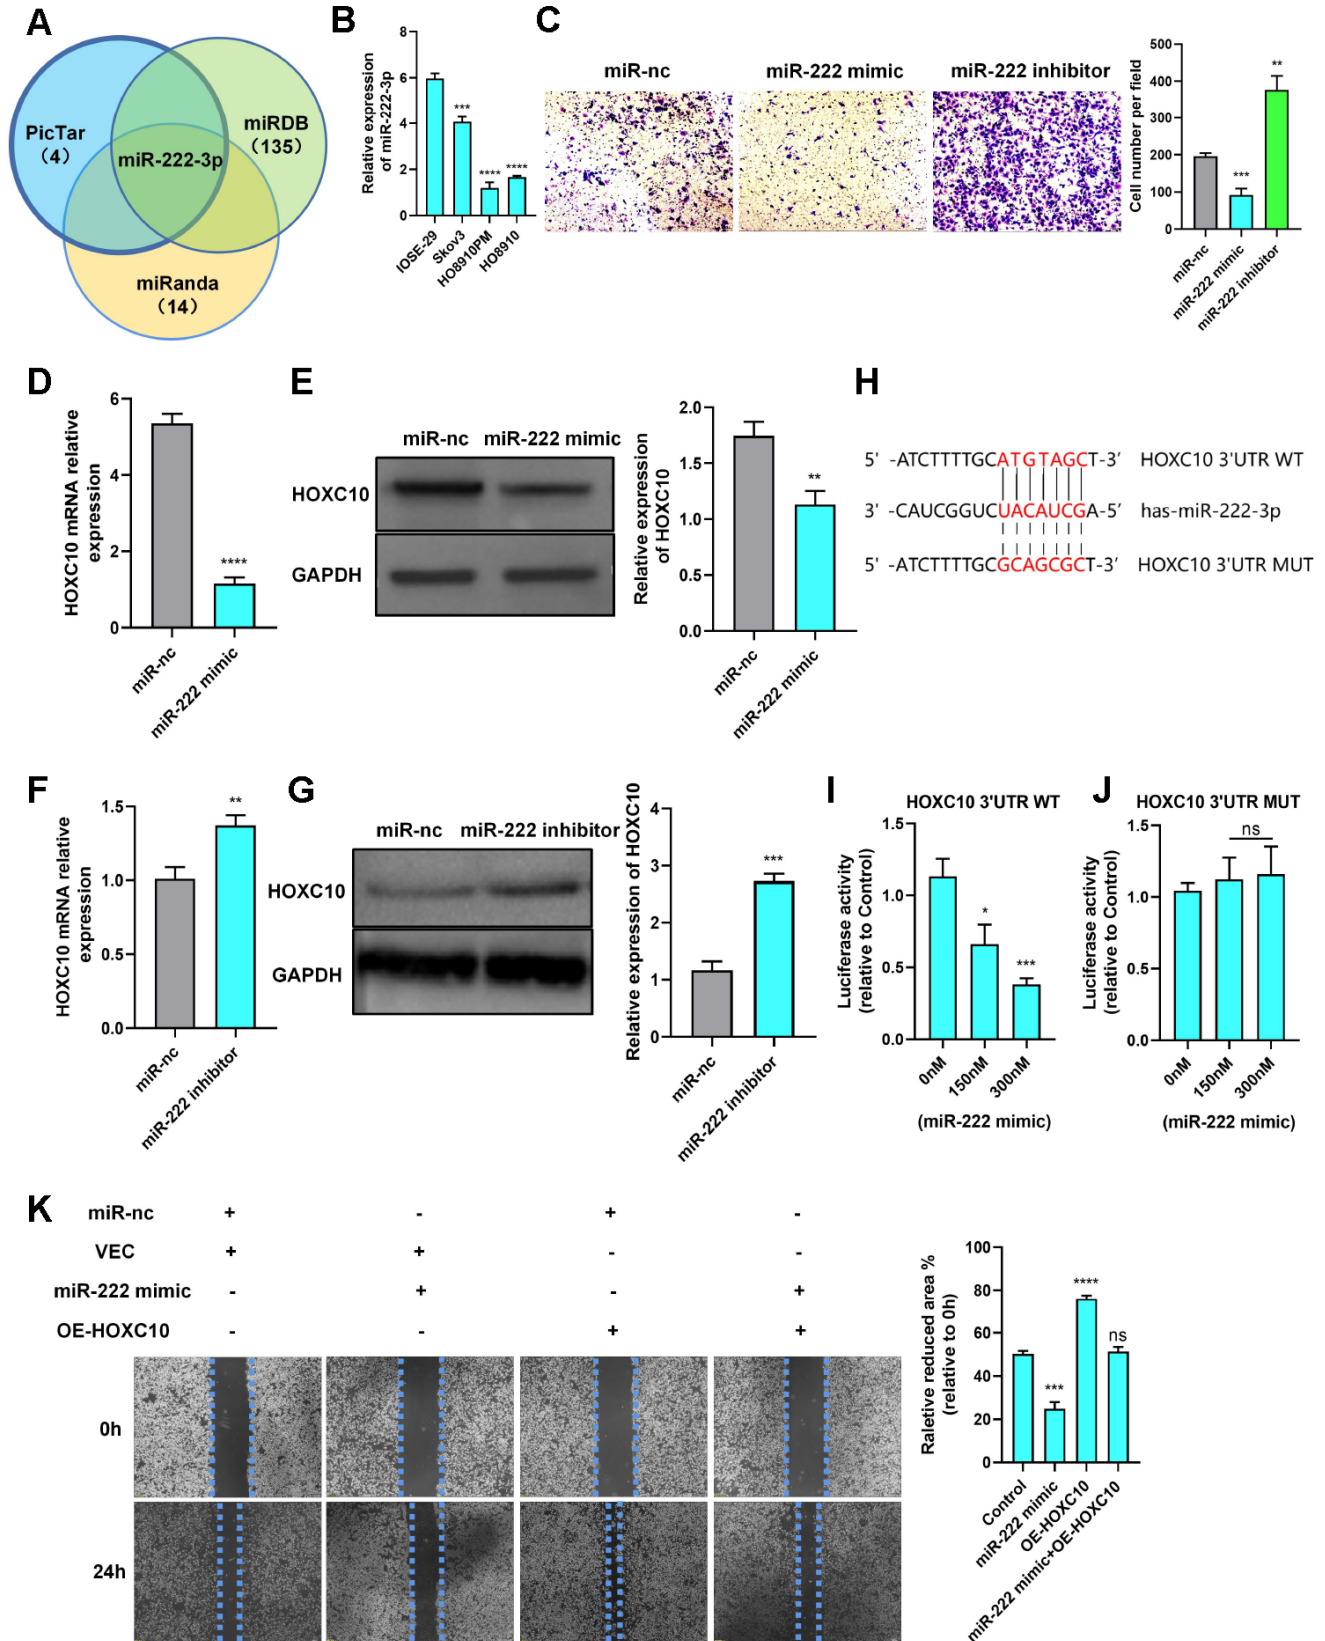 A
PicTar
（4）
miRDB
（135）
miR-222-3p
miRanda
（14）
B
Relative expression
of miR-222-3p
8
6
4
2
0
***
****
****
IOSE-29
Skov3
HO8910PM
HO8910
C
miR-nc
miR-222 mimic
miR-222 inhibitor
Cell number per field
500
400
300
200
100
0
***
**
miR-nc
miR-222 mimic
miR-222 inhibitor
D
HOXC10 mRNA relative
expression
6
4
2
0
****
miR-nc
miR-222 mimic
E
miR-nc
miR-222 mimic
HOXC10
GAPDH
Relative expression
of HOXC10
2.0
1.5
1.0
0.5
0.0
**
miR-nc
miR-222 mimic
H
5' -ATCTTTTGCATGTAGCT-3' HOXC10 3'UTR WT
3' -CAUCGGUCUACAUCGA-5' has-miR-222-3p
5' -ATCTTTTGCGCAGCGCT-3' HOXC10 3'UTR MUT
F
HOXC10 mRNA relative
expression
1.5
1.0
0.5
0.0
**
miR-nc
miR-222 inhibitor
G
miR-nc
miR-222 inhibitor
HOXC10
GAPDH
Relative expression of HOXC10
4
3
2
1
0
***
miR-nc
miR-222 inhibitor
I
HOXC10 3'UTR WT
Luciferase activity
(relative to Control)
1.5
1.0
0.5
0.0
*
***
0nM
150nM
300nM
(miR-222 mimic)
J
HOXC10 3'UTR MUT
Luciferase activity
(relative to Control)
1.5
1.0
0.5
0.0
ns
0nM
150nM
300nM
(miR-222 mimic)
K
miR-nc + - + -
VEC + + - -
miR-222 mimic - + - +
OE-HOXC10 - - + +
0h
24h
Raletive reduced area %
(relative to 0h)
100
80
60
40
20
0
***
****
ns
Control
miR-222 mimic
OE-HOXC10
miR-222 mimic+OE-HOXC10